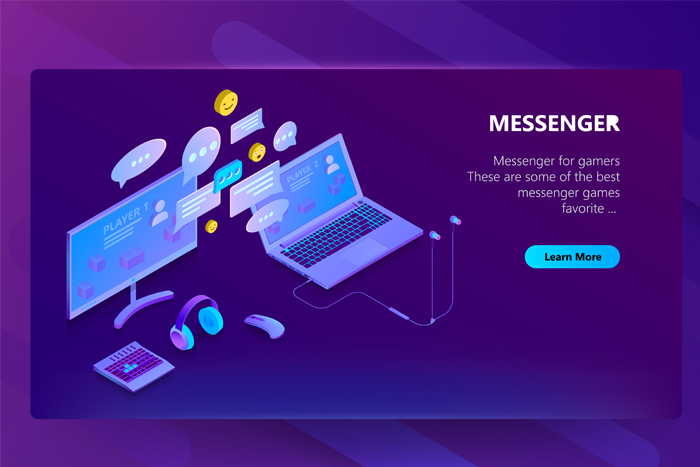 MESSENGER
Messenger for gamers
These are some of the best
messenger games
favorite ...
Learn More
PLAYER 1
PLAYER 2